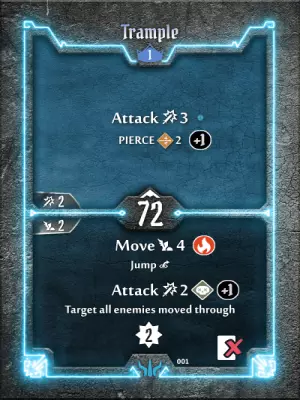 Trample
1
Attack 3
PIERCE 2 +1
2
72
2
Move 4
Jump
Attack 2 +1
Target all enemies moved through
2
001